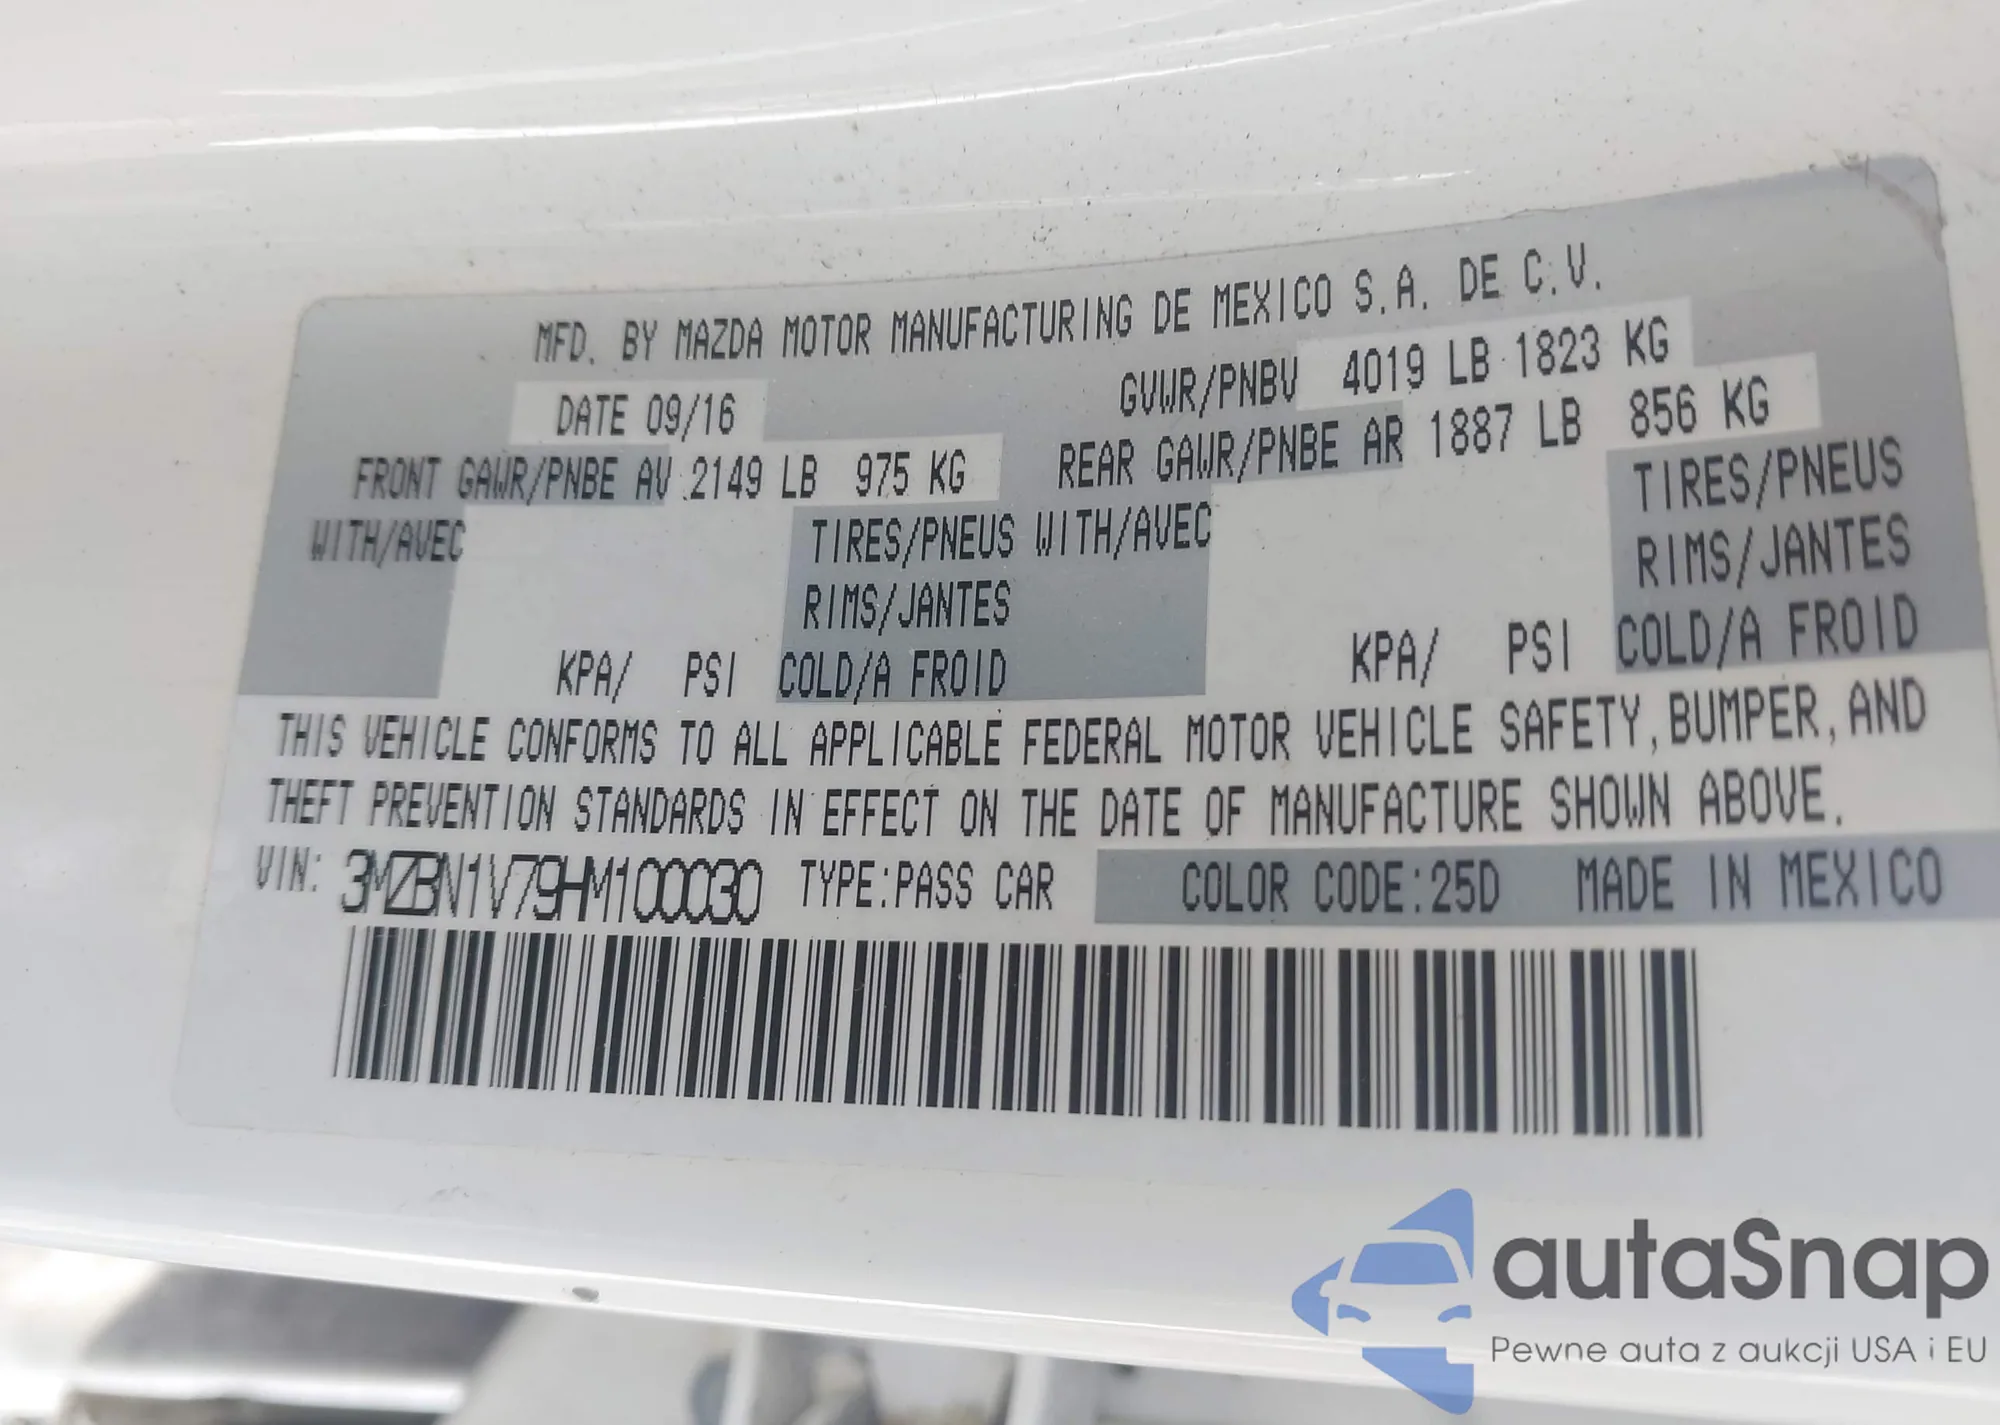 MFD. BY MAZDA MOTOR MANUFACTURING DE MEXICO S.A. DE C.V.
DATE 09/16 GVWR/PNBV 4019 LB 1823 KG
FRONT GAWR/PNBE AV 2149 LB 975 KG REAR GAWR/PNBE AR 1887 LB 856 KG
WITH/AVEC TIRES/PNEUS WITH/AVEC TIRES/PNEUS
RIMS/JANTES RIMS/JANTES
KPA/ PSI COLD/A FROID KPA/ PSI COLD/A FROID
THIS VEHICLE CONFORMS TO ALL APPLICABLE FEDERAL MOTOR VEHICLE SAFETY, BUMPER, AND
THEFT PREVENTION STANDARDS IN EFFECT ON THE DATE OF MANUFACTURE SHOWN ABOVE.
VIN: 3MZBN1V79HM100030 TYPE: PASS CAR COLOR CODE: 25D MADE IN MEXICO
autaSnap
Pewne auta z aukcji USA i EU